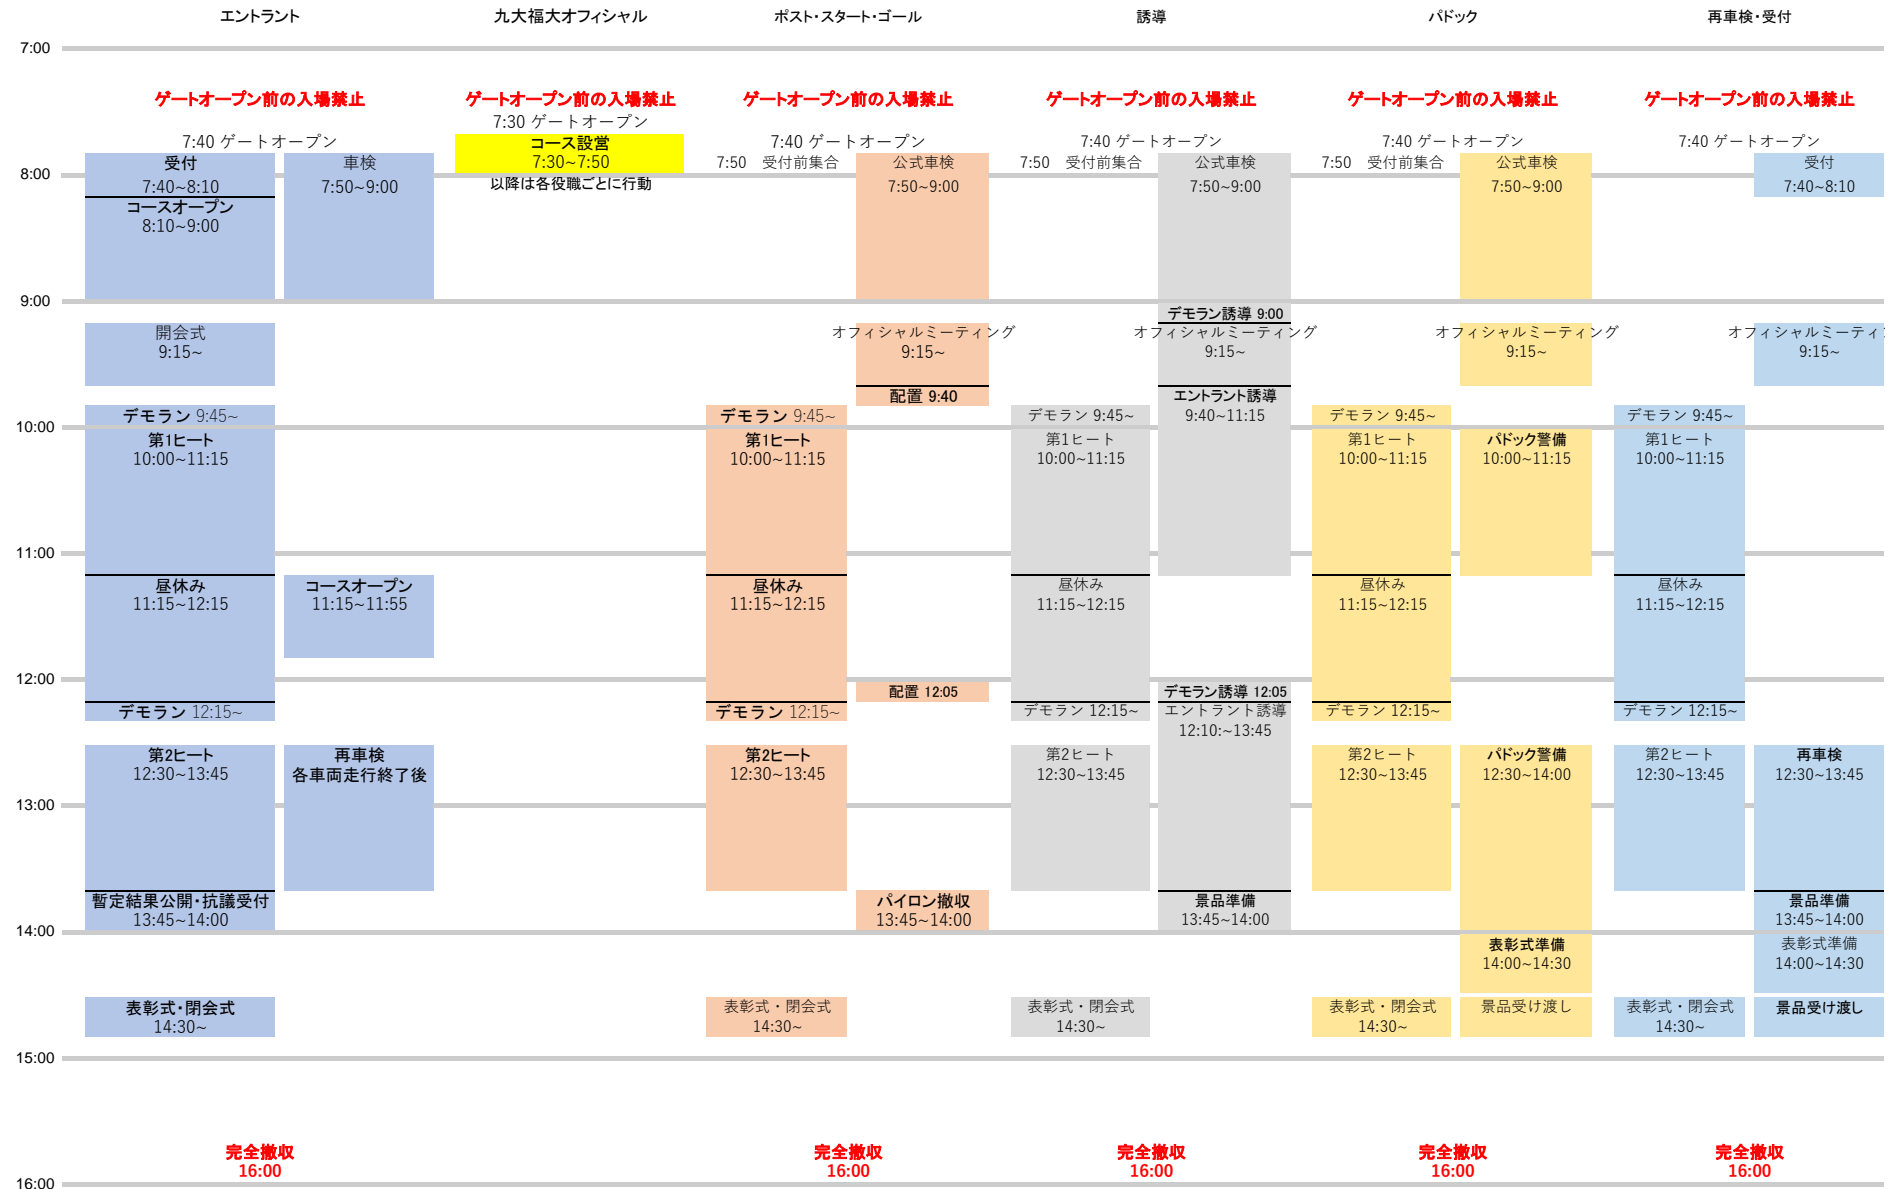 エントラント
九大福大オフィシャル
ポスト・スタート・ゴール
誘導
パドック
再車検・受付
7:00
ゲートオープン前の入場禁止
ゲートオープン前の入場禁止
ゲートオープン前の入場禁止
ゲートオープン前の入場禁止
ゲートオープン前の入場禁止
ゲートオープン前の入場禁止
7:30 ゲートオープン
7:40 ゲートオープン
コース設営
7:40 ゲートオープン
7:40 ゲートオープン
7:40 ゲートオープン
7:40 ゲートオープン
受付
車検
7:30~7:50
7:50 受付前集合
公式車検
7:50 受付前集合
公式車検
7:50 受付前集合
公式車検
受付
8:00
7:40~8:10
7:50~9:00
以降は各役職ごとに行動
7:50~9:00
7:50~9:00
7:50~9:00
7:40~8:10
コースオープン
8:10~9:00
9:00
デモラン誘導 9:00
開会式
オフィシャルミーティング
オフィシャルミーティング
オフィシャルミーティング
オフィシャルミーティ
9:15~
9:15~
9:15~
9:15~
9:15~
配置 9:40
エントラント誘導
デモラン 9:45~
デモラン 9:45~
デモラン 9:45~
9:40~11:15
デモラン 9:45~
デモラン 9:45~
10:00
第1ヒート
第1ヒート
第1ヒート
第1ヒート
パドック警備
第1ヒート
10:00~11:15
10:00~11:15
10:00~11:15
10:00~11:15
10:00~11:15
10:00~11:15
11:00
昼休み
コースオープン
昼休み
昼休み
昼休み
昼休み
11:15~12:15
11:15~11:55
11:15~12:15
11:15~12:15
11:15~12:15
11:15~12:15
12:00
配置 12:05
デモラン誘導 12:05
デモラン 12:15~
デモラン 12:15~
デモラン 12:15~
エントラント誘導
デモラン 12:15~
デモラン 12:15~
12:10:~13:45
第2ヒート
再車検
第2ヒート
第2ヒート
第2ヒート
パドック警備
第2ヒート
再車検
12:30~13:45
各車両走行終了後
12:30~13:45
12:30~13:45
12:30~13:45
12:30~14:00
12:30~13:45
12:30~13:45
13:00
暫定結果公開・抗議受付
パイロン撤収
景品準備
景品準備
13:45~14:00
13:45~14:00
13:45~14:00
13:45~14:00
14:00
表彰式準備
表彰式準備
14:00~14:30
14:00~14:30
表彰式・閉会式
表彰式・閉会式
表彰式・閉会式
表彰式・閉会式
景品受け渡し
表彰式・閉会式
景品受け渡し
14:30~
14:30~
14:30~
14:30~
14:30~
15:00
完全撤収
完全撤収
完全撤収
完全撤収
完全撤収
16:00
16:00
16:00
16:00
16:00
16:00